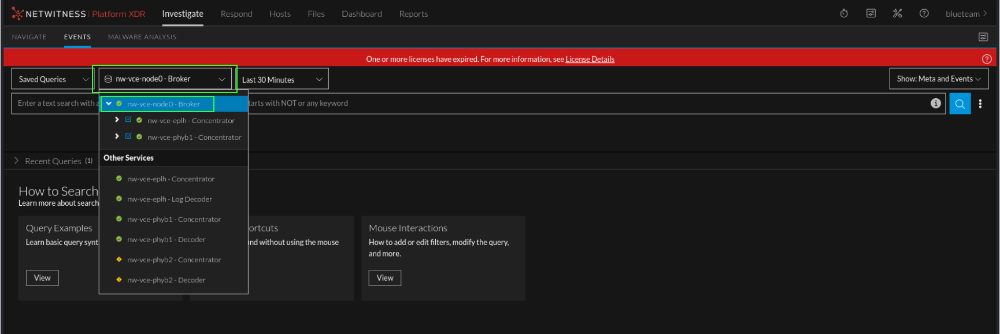 NETWITNESS Platform XDR Investigate Respond Hosts Files Dashboard Reports blueteam
NAVIGATE EVENTS MALWARE ANALYSIS
One or more licenses have expired. For more information, see License Details
Saved Queries nw-vce-node0 - Broker Last 30 Minutes Show: Meta and Events
Enter a text search with a nw-vce-node0 - Broker tarts with NOT or any keyword
nw-vce-eplh - Concentrator
nw-vce-phyb1 - Concentrator
Other Services
Recent Queries (1)
nw-vce-eplh - Concentrator
nw-vce-eplh - Log Decoder
nw-vce-phyb1 - Concentrator
nw-vce-phyb1 - Decoder
nw-vce-phyb2 - Concentrator
nw-vce-phyb2 - Decoder
How to Search
Learn more about search
Query Examples
Learn basic query synt
View
ortcuts
nd without using the mouse
Mouse Interactions
How to add or edit filters, modify the query,
and more.
View